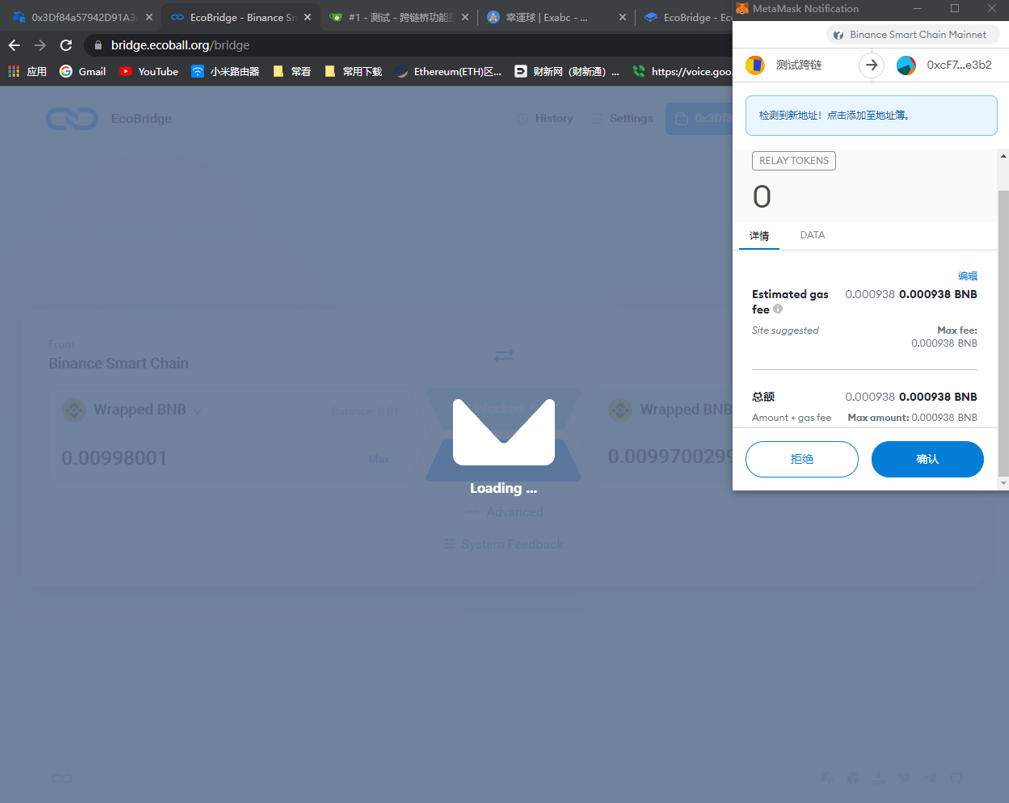 0x3Df84a57942D91A3
EcoBridge - Binance Sr
#1 - 测试 - 跨链桥功能
幸運球 | Exabc - ...
EcoBridge - Ec
MetaMask Notification
bridge.ecoball.org/bridge
应用
Gmail
YouTube
小米路由器
常看
常用下载
Ethereum(ETH)区...
财新网（财新通）...
https://voice.goo
Binance Smart Chain Mainnet
测试跨链
0xcF7...e3b2
检测到新地址！点击添加至地址簿。
EcoBridge
History
Settings
0x3Df8
RELAY TOKENS
0
详情
DATA
编辑
Estimated gas fee
0.000938 0.000938 BNB
Site suggested
Max fee:
0.000938 BNB
总额
0.000938 0.000938 BNB
Amount + gas fee
Max amount: 0.000938 BNB
拒绝
确认
From
Binance Smart Chain
Wrapped BNB
Balance: 0.01
0.00998001
Max
Wrapped BNB
0.0099700299
Loading ...
Advanced
System Feedback